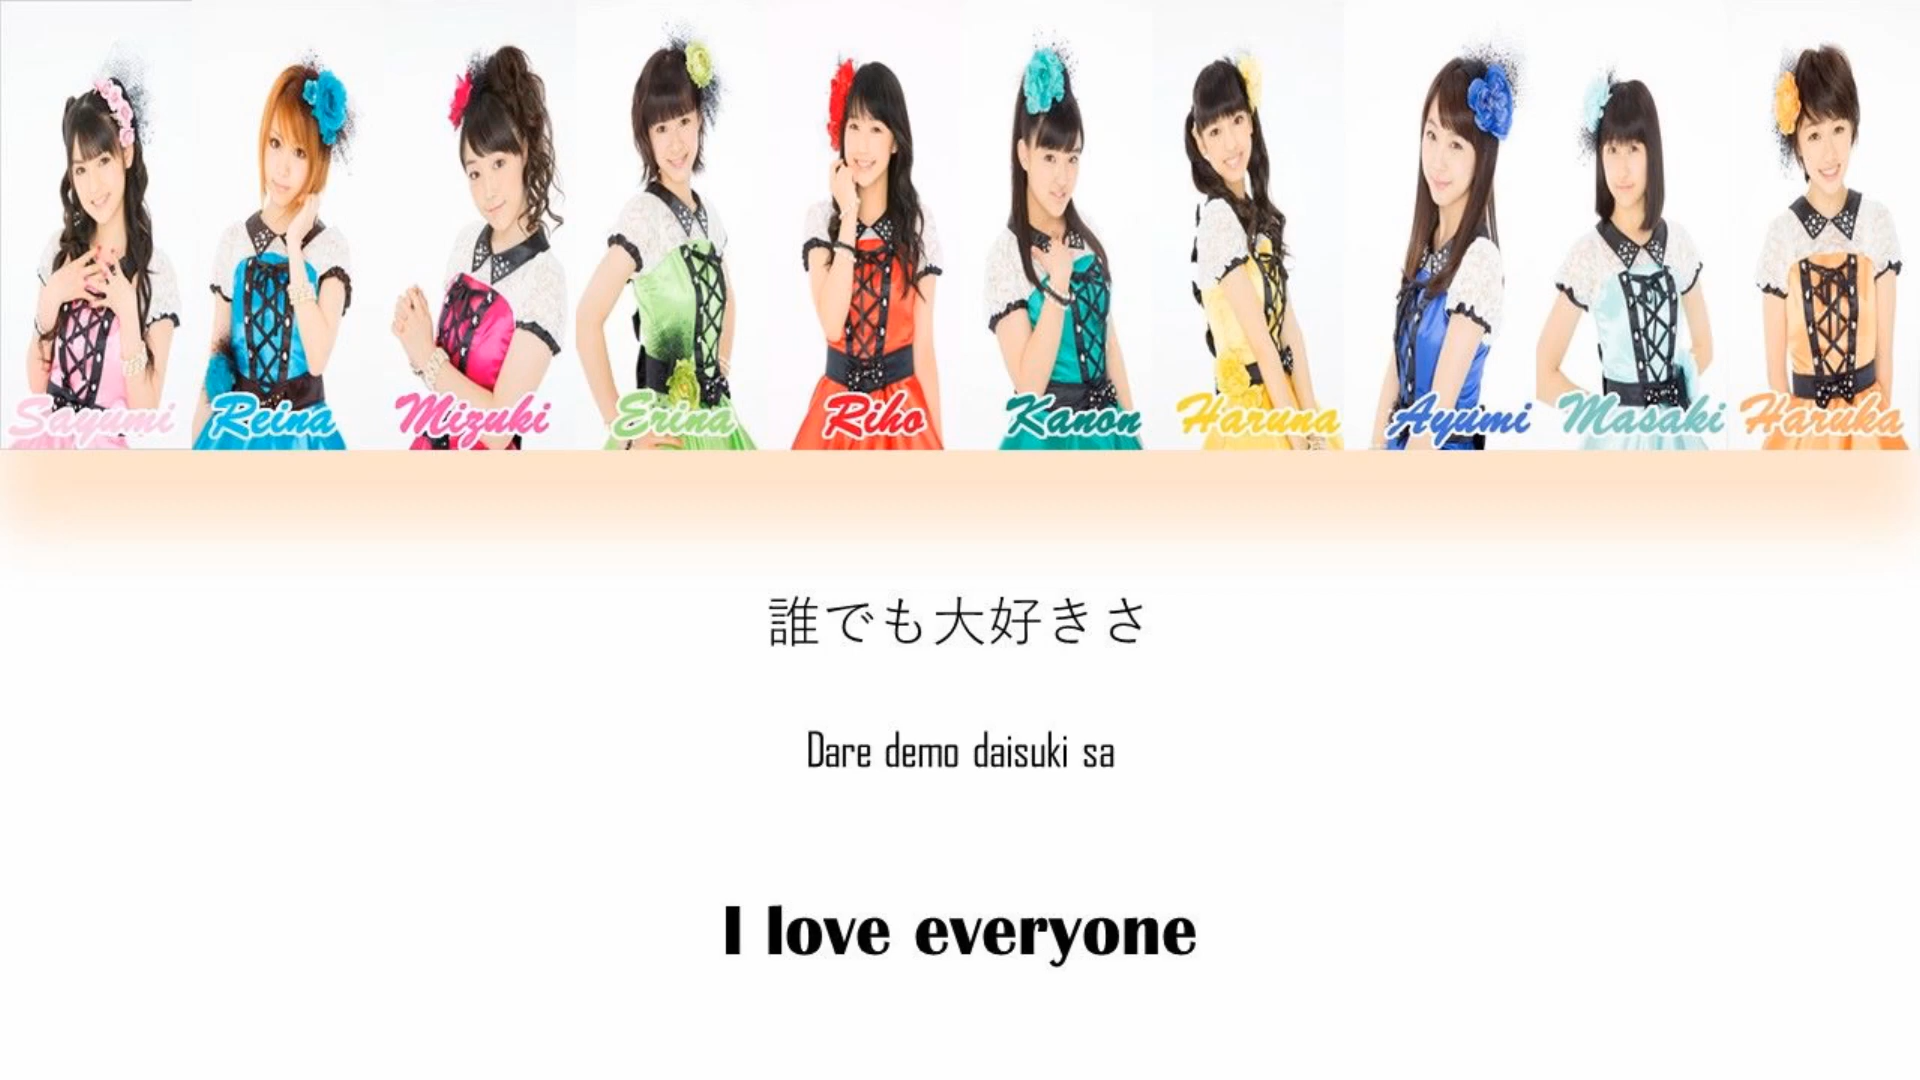 Sayumi Reina Mizuki Erina Riho Kanon Haruna Ayumi Masaki Haruka
誰でも大好きさ
Dare demo daisuki sa
I love everyone